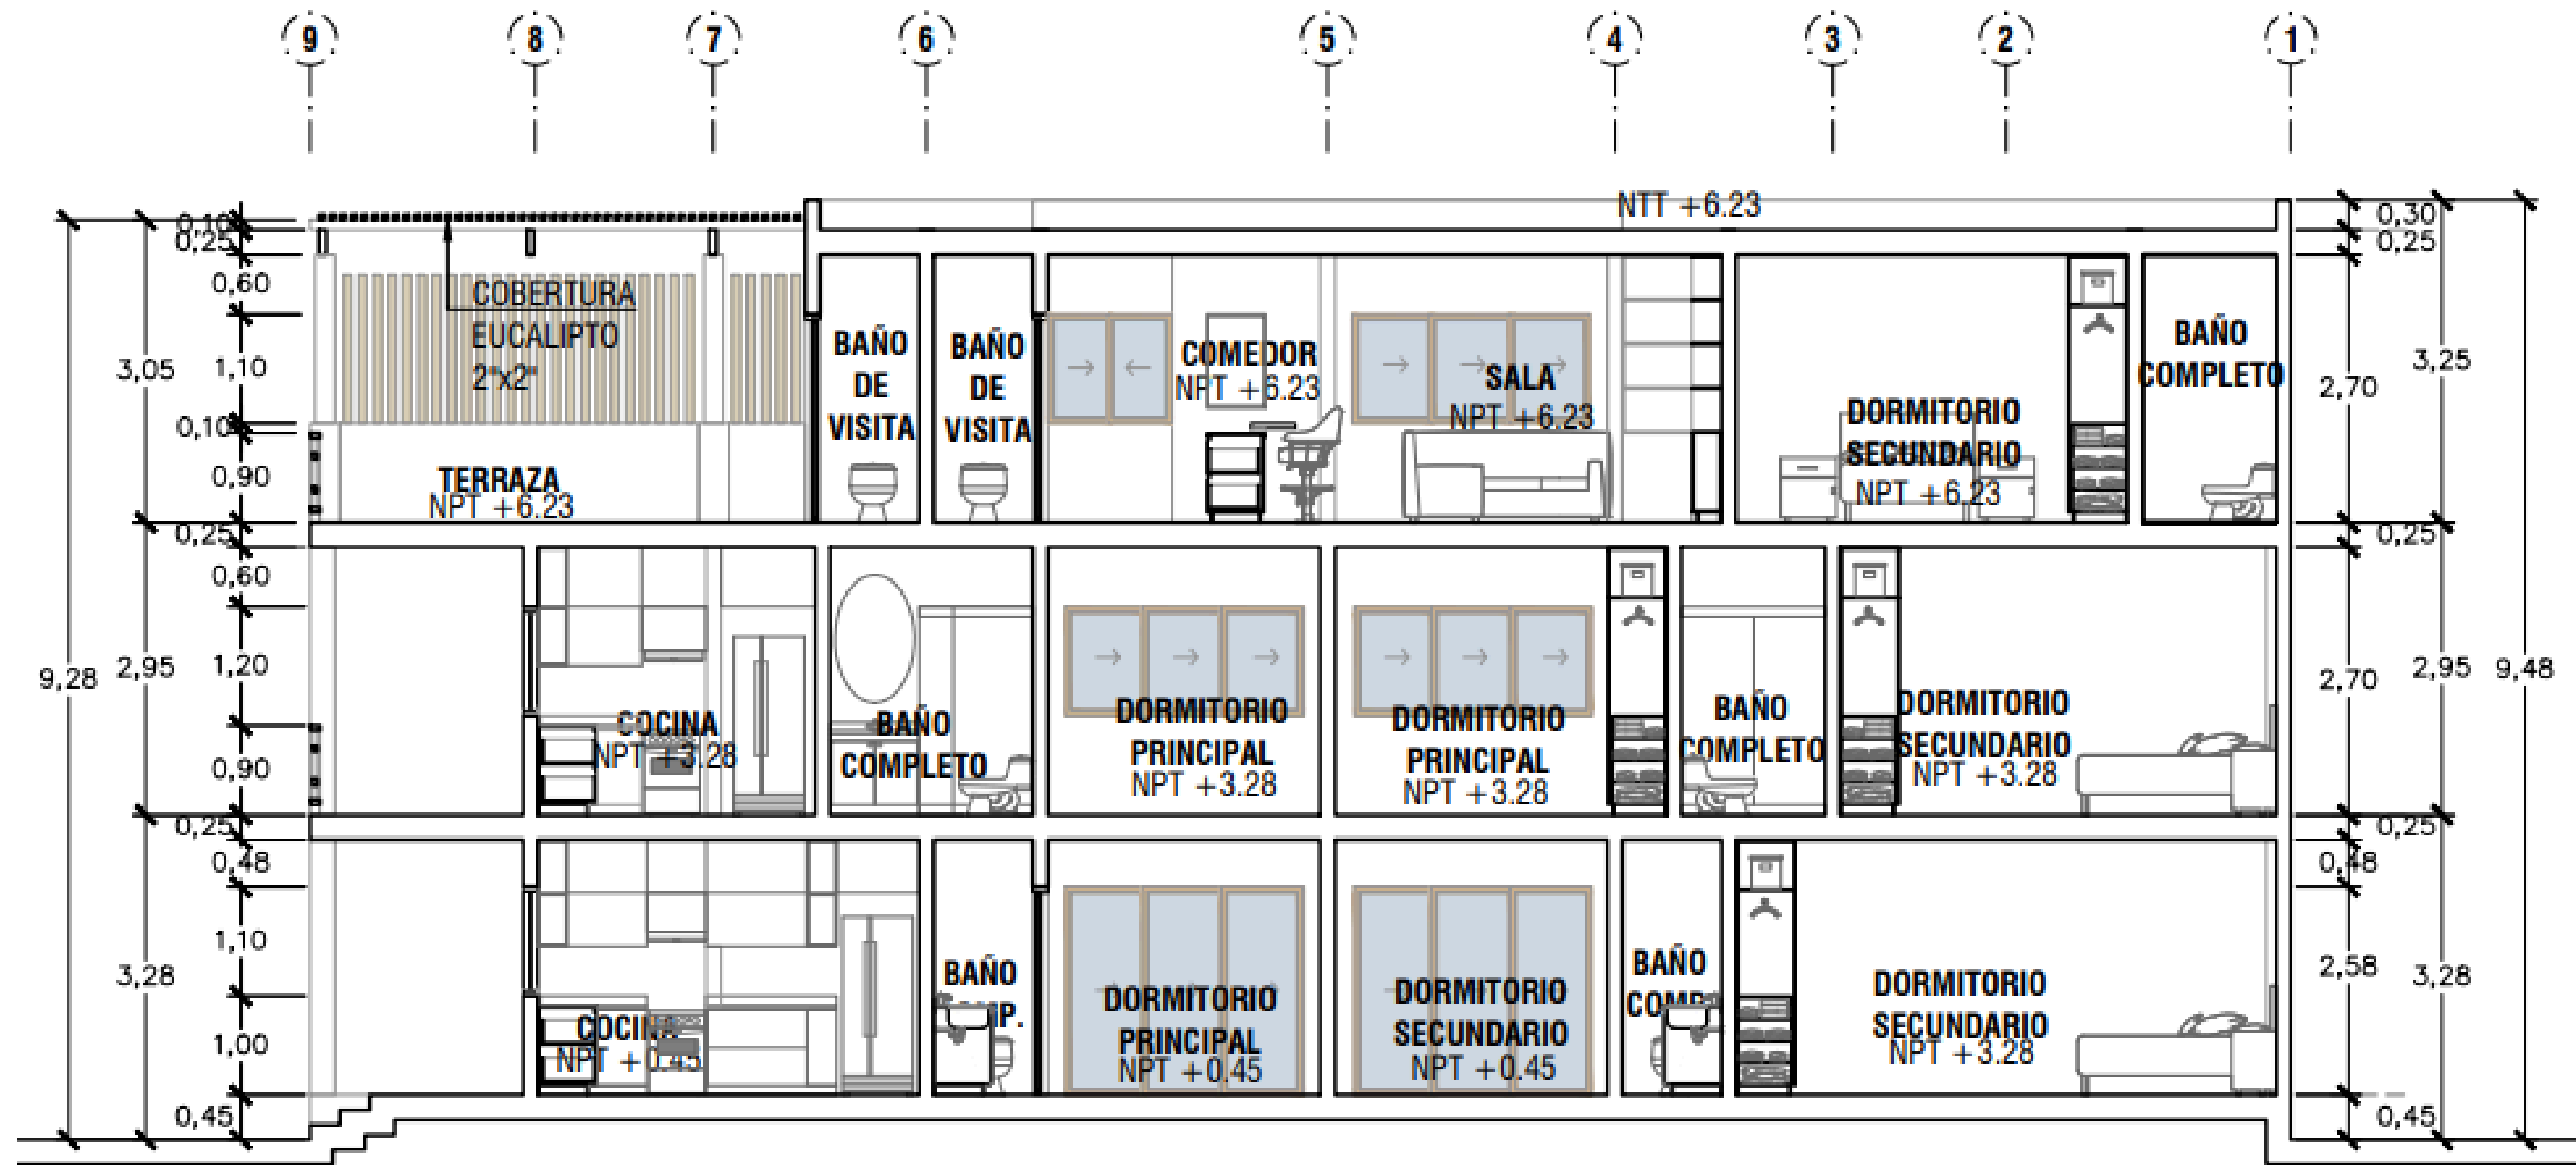 9 8 7 6 5 4 3 2 1
NTT +6.23
0,10
0,25
0,60
1,10
0,10
0,90
0,25
0,60
1,20
0,90
0,25
0,48
1,10
1,00
0,45
3,05
2,95
3,28
9,28
COBERTURA
EUCALIPTO
2"x2"
TERRAZA
NPT +6.23
BAÑO
DE
VISITA
BAÑO
DE
VISITA
COMEDOR
NPT +6.23
SALA
NPT +6.23
DORMITORIO
SECUNDARIO
NPT +6.23
BAÑO
COMPLETO
COCINA
NPT +3.28
BAÑO
COMPLETO
DORMITORIO
PRINCIPAL
NPT +3.28
DORMITORIO
PRINCIPAL
NPT +3.28
BAÑO
COMPLETO
DORMITORIO
SECUNDARIO
NPT +3.28
COCINA
NPT +0.45
BAÑO
COMP.
DORMITORIO
PRINCIPAL
NPT +0.45
DORMITORIO
SECUNDARIO
NPT +0.45
BAÑO
COMP.
DORMITORIO
SECUNDARIO
NPT +3.28
0,30
0,25
2,70
0,25
2,70
0,25
0,48
2,58
0,45
3,25
2,95
3,28
9,48